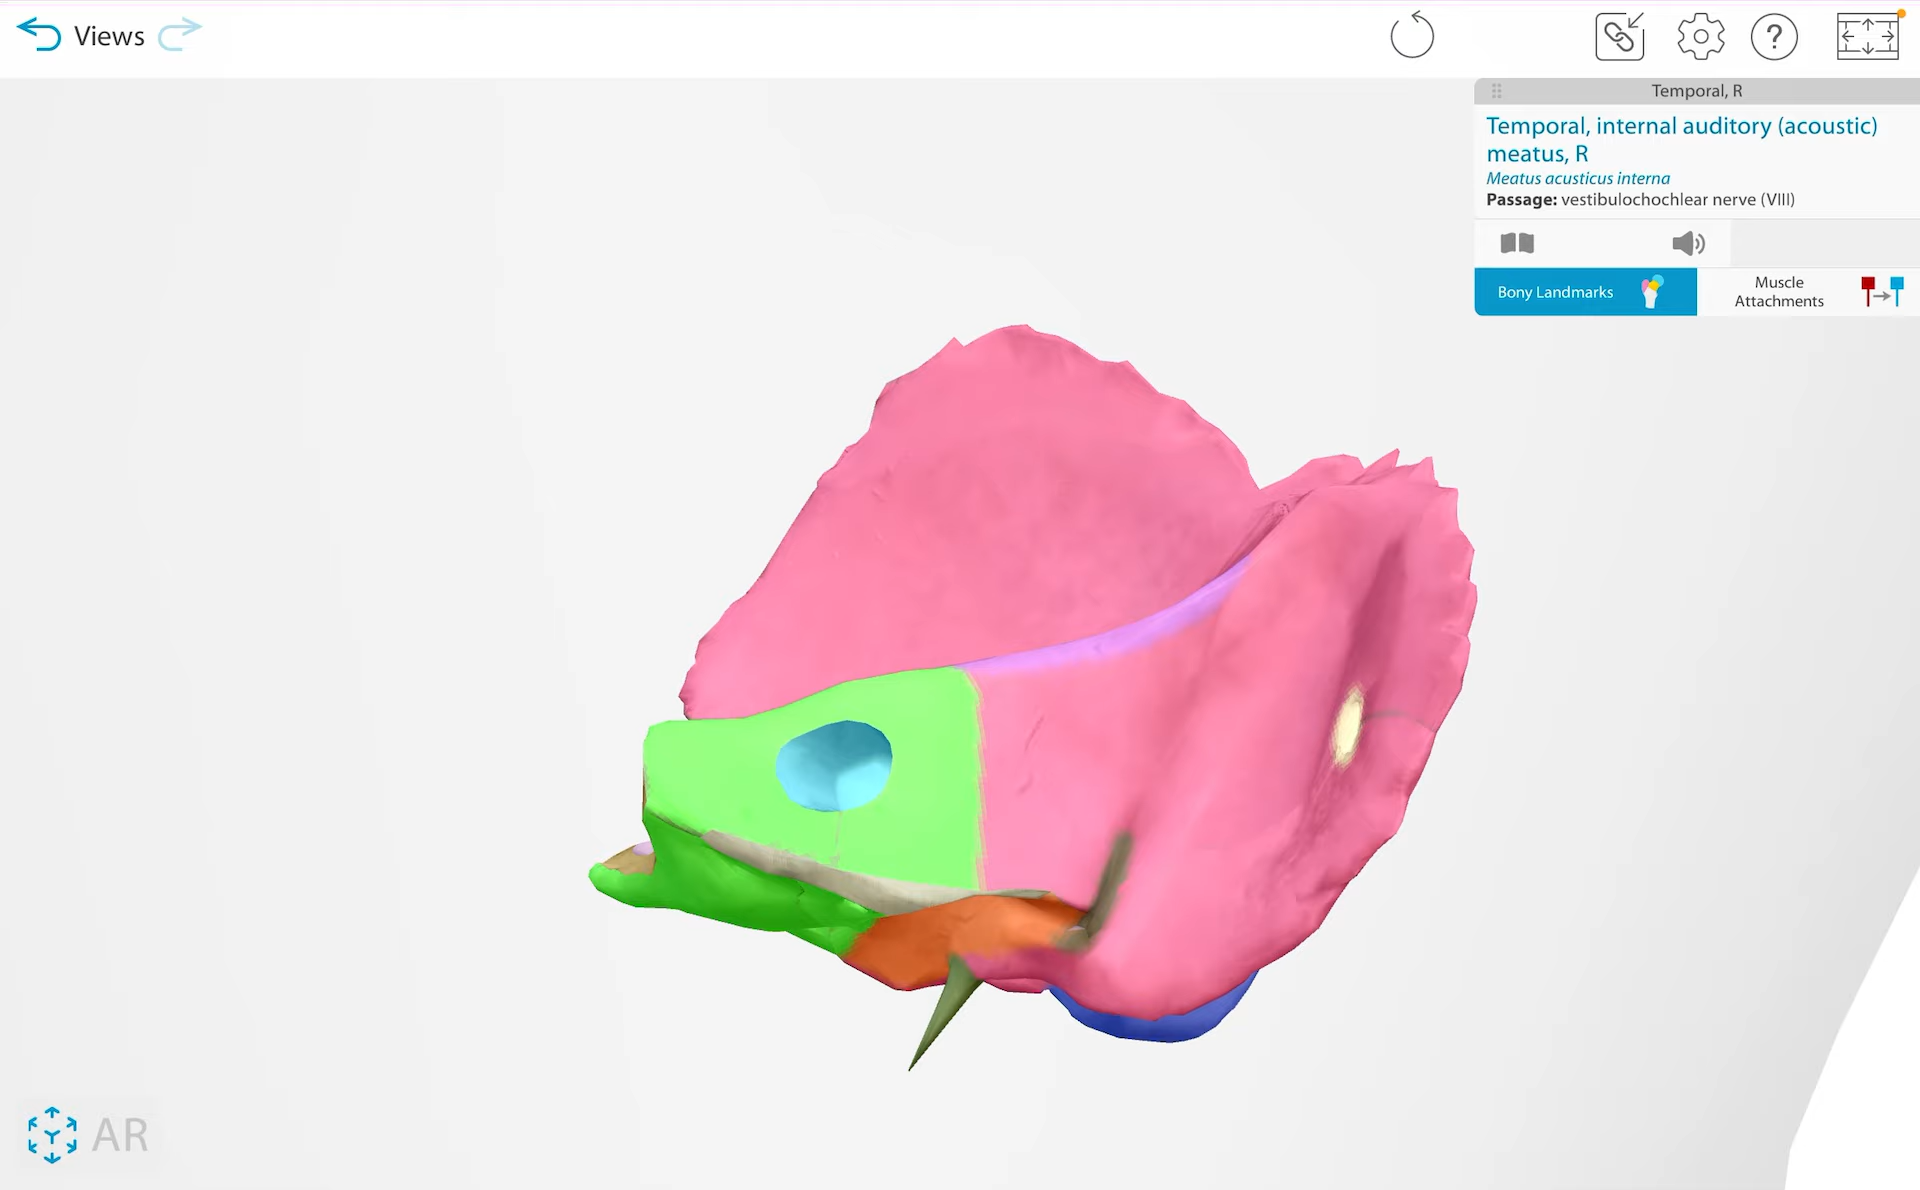 Views
?
Temporal, R
Temporal, internal auditory (acoustic)
meatus, R
Meatus acusticus interna
Passage: vestibulochochlear nerve (VIII)
Bony Landmarks
Muscle
Attachments
AR